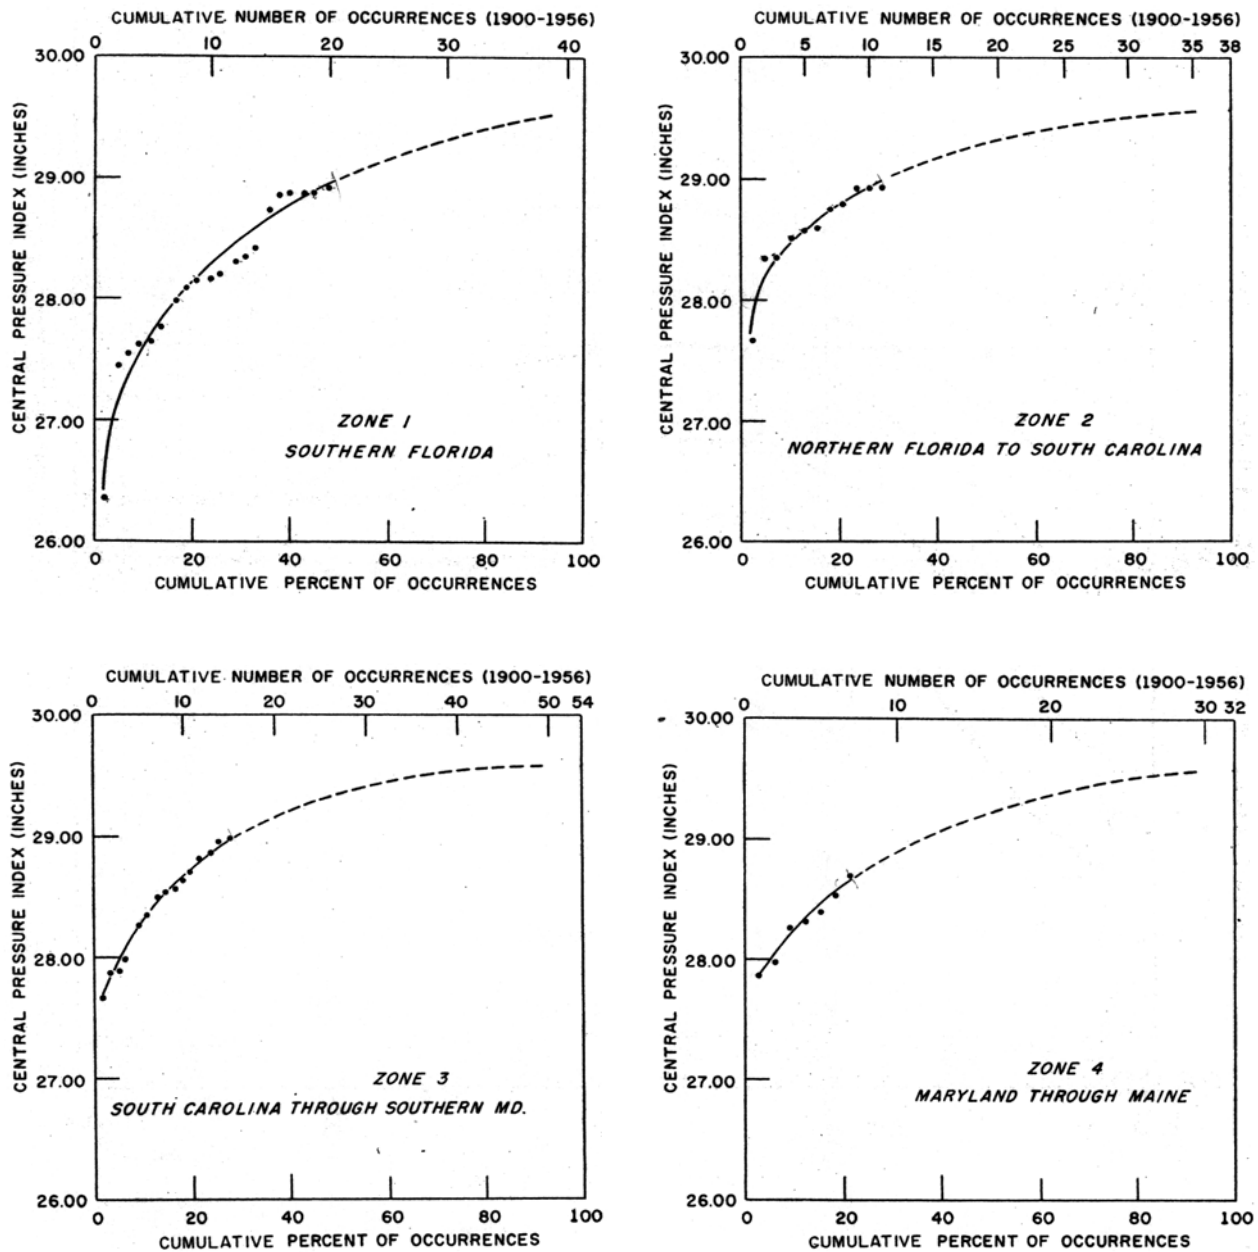 CUMULATIVE NUMBER OF OCCURRENCES (1900-1956)
0 10 20 30 40 41
30.00
29.00
28.00
27.00
26.00
CENTRAL PRESSURE INDEX (INCHES)
ZONE 1
SOUTHERN FLORIDA
0 20 40 60 80 100
CUMULATIVE PERCENT OF OCCURRENCES
CUMULATIVE NUMBER OF OCCURRENCES (1900-1956)
0 1 5 10 15 20 25 30 35 38
30.00
29.00
28.00
27.00
26.00
CENTRAL PRESSURE INDEX (INCHES)
ZONE 2
NORTHERN FLORIDA TO SOUTH CAROLINA
0 20 40 60 80 100
CUMULATIVE PERCENT OF OCCURRENCES
CUMULATIVE NUMBER OF OCCURRENCES (1900-1956)
0 10 20 30 40 50 54
30.00
29.00
28.00
27.00
26.00
CENTRAL PRESSURE INDEX (INCHES)
ZONE 3
SOUTH CAROLINA THROUGH SOUTHERN MD.
0 20 40 60 80 100
CUMULATIVE PERCENT OF OCCURRENCES
CUMULATIVE NUMBER OF OCCURRENCES (1900-1956)
0 10 20 30 32
30.00
29.00
28.00
27.00
26.00
CENTRAL PRESSURE INDEX (INCHES)
ZONE 4
MARYLAND THROUGH MAINE
0 20 40 60 80 100
CUMULATIVE PERCENT OF OCCURRENCES